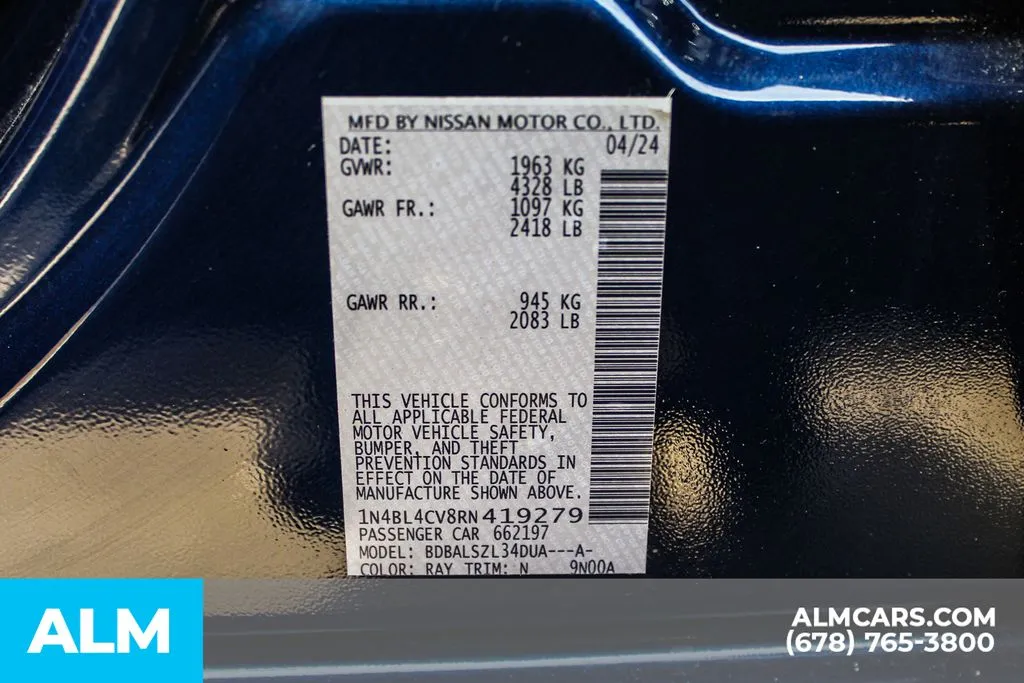 MFD BY NISSAN MOTOR CO., LTD.
DATE: 04/24
GVWR: 1963 KG
4328 LB
GAWR FR.: 1097 KG
2418 LB
GAWR RR.: 945 KG
2083 LB
THIS VEHICLE CONFORMS TO
ALL APPLICABLE FEDERAL
MOTOR VEHICLE SAFETY,
BUMPER, AND THEFT
PREVENTION STANDARDS IN
EFFECT ON THE DATE OF
MANUFACTURE SHOWN ABOVE.
1N4BL4CV8RN419279
PASSENGER CAR 662197
MODEL: BDBALSZL34DUA---A-
COLOR: RAY TRIM: N 9N00A
ALM
ALMCARS.COM
(678) 765-3800